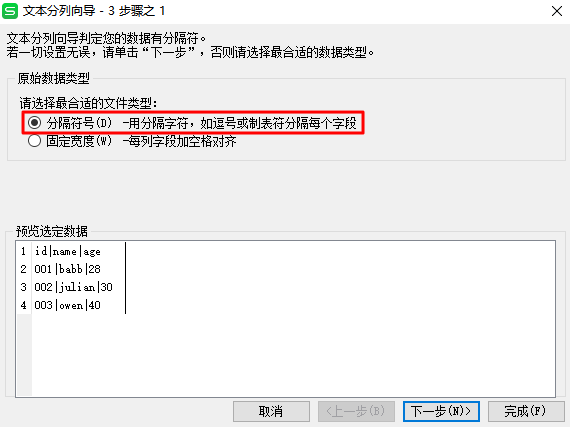 文本分列向导 - 3 步骤之 1
文本分列向导判定您的数据有分隔符。
若一切设置无误，请单击“下一步”，否则请选择最合适的数据类型。
原始数据类型
请选择最合适的文件类型：
分隔符号(D) -用分隔字符，如逗号或制表符分隔每个字段
固定宽度(W) -每列字段加空格对齐
预览选定数据
1 id|name|age
2 001|babb|28
3 002|julian|30
4 003|owen|40
取消 <上一步(B) 下一步(N)> 完成(F)